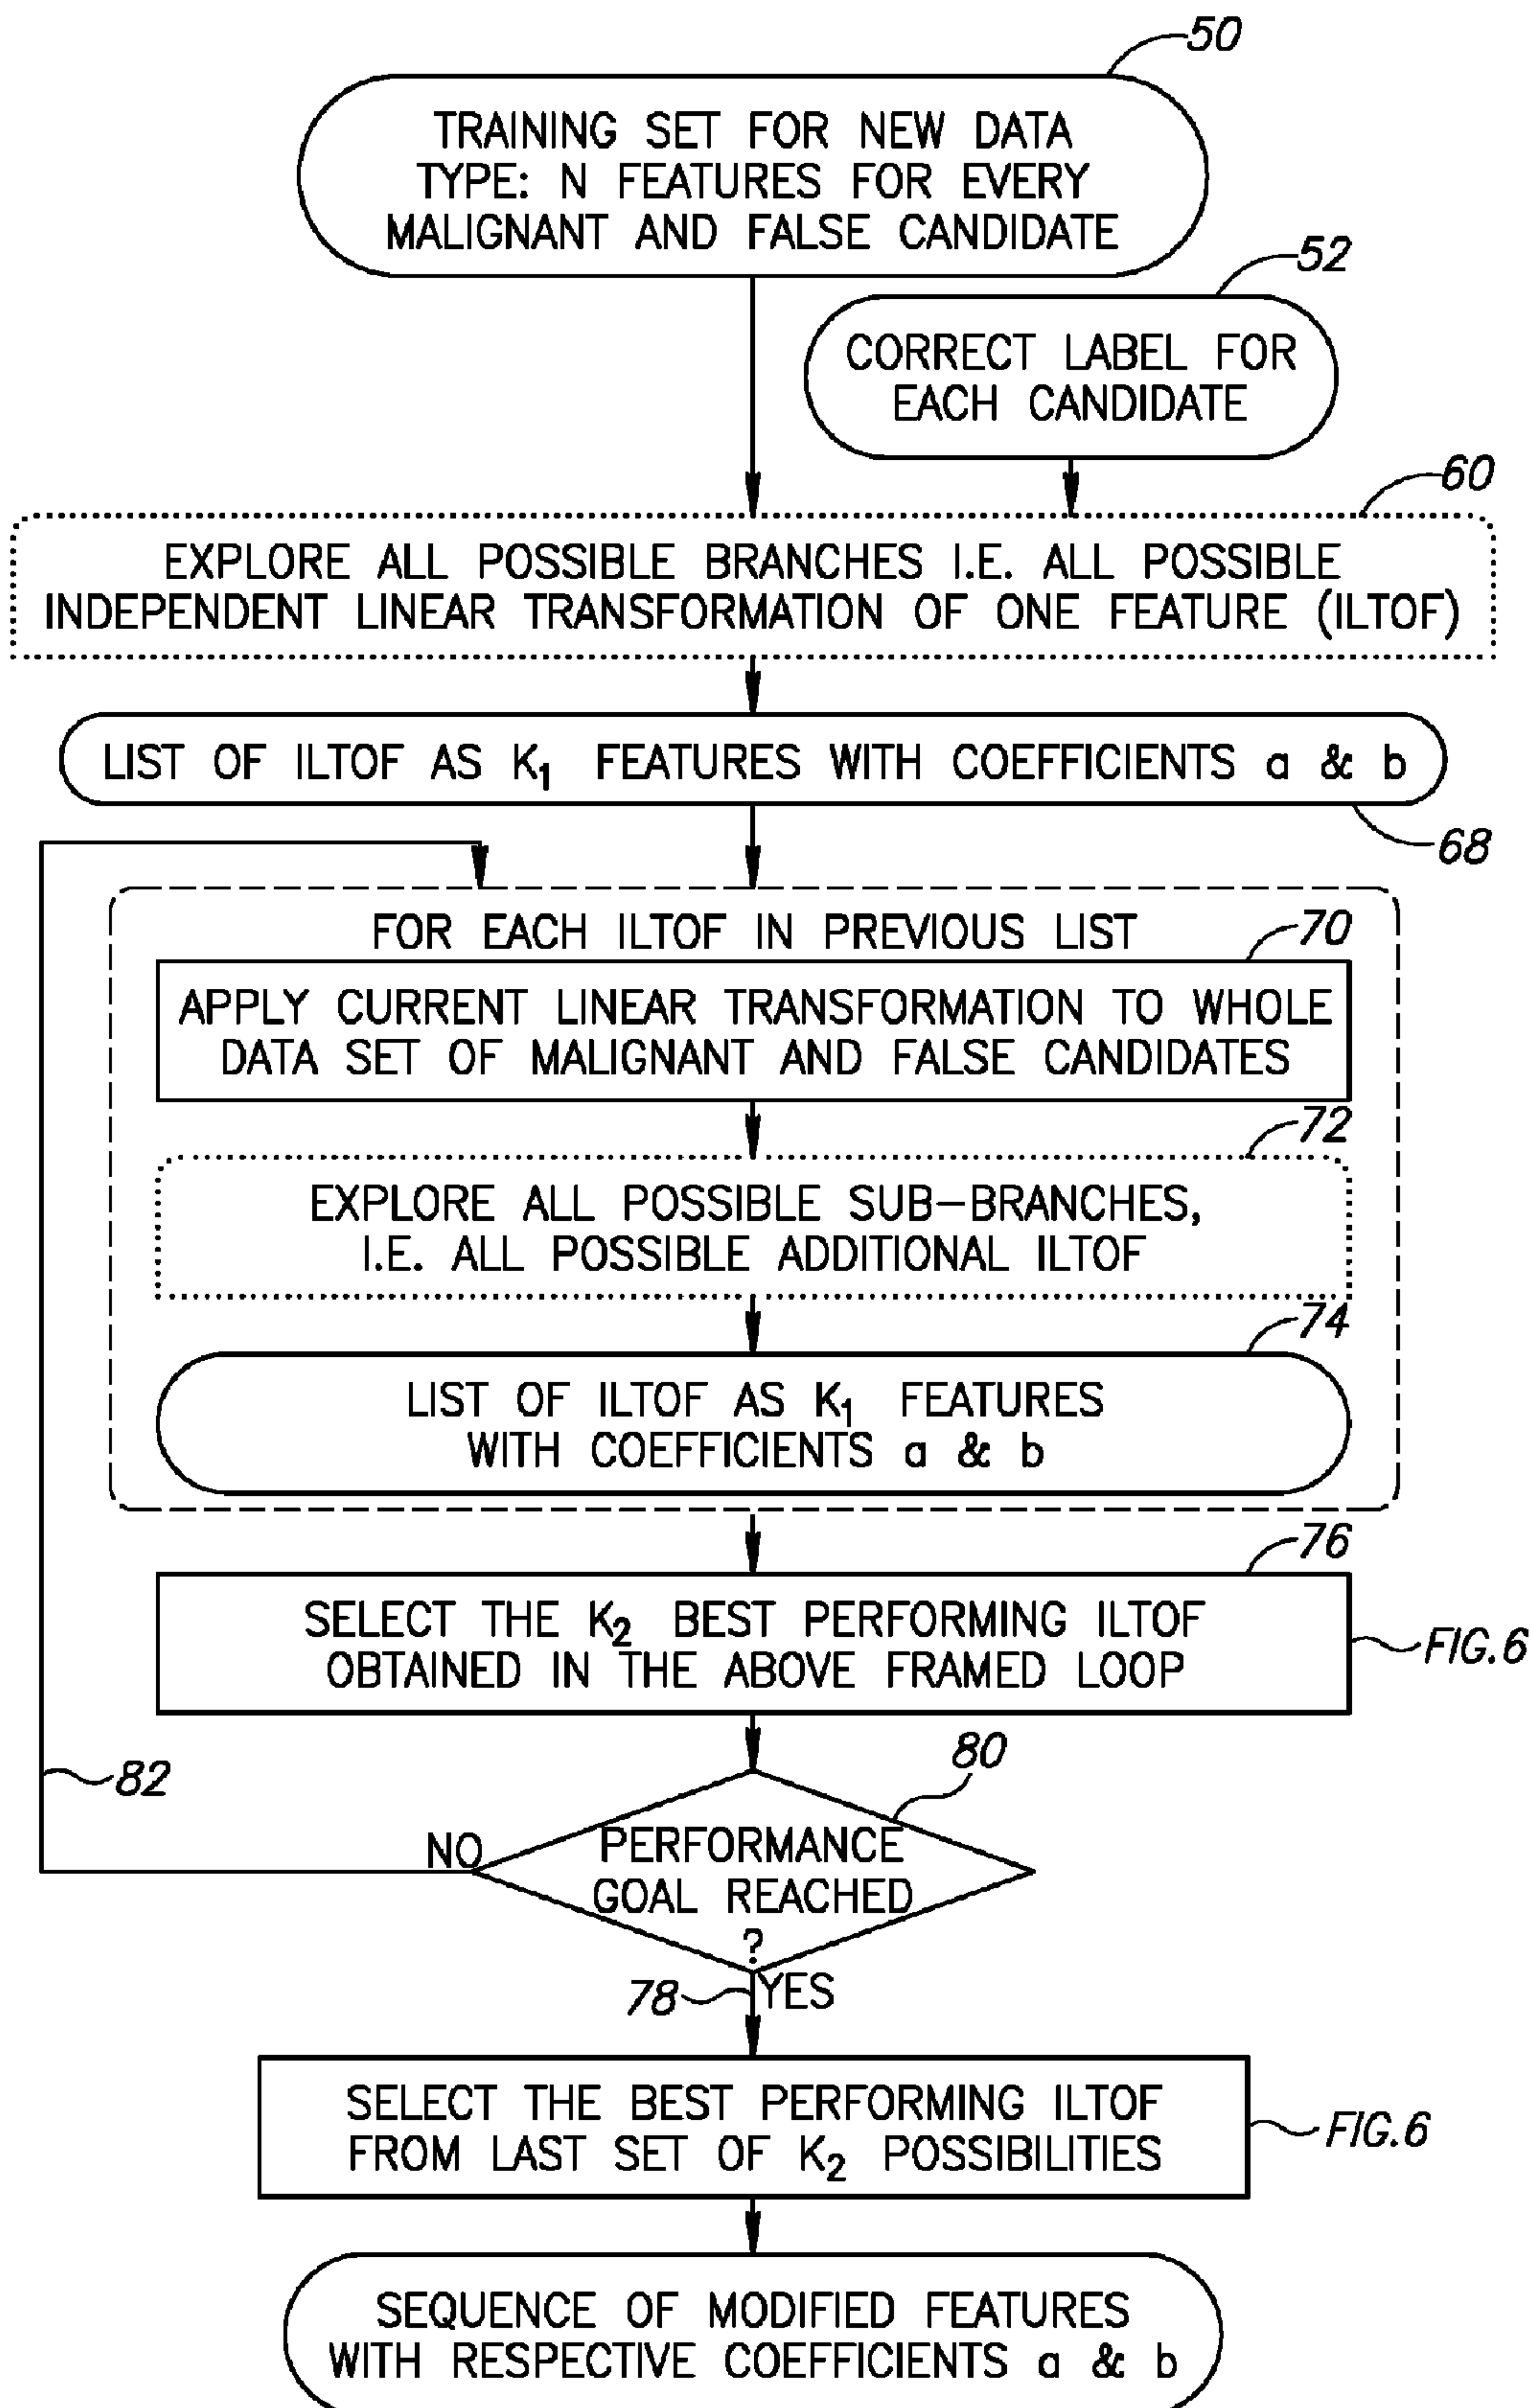 50
TRAINING SET FOR NEW DATA
TYPE: N FEATURES FOR EVERY
MALIGNANT AND FALSE CANDIDATE
52
CORRECT LABEL FOR
EACH CANDIDATE
60
EXPLORE ALL POSSIBLE BRANCHES I.E. ALL POSSIBLE
INDEPENDENT LINEAR TRANSFORMATION OF ONE FEATURE (ILTOF)
LIST OF ILTOF AS K₁ FEATURES WITH COEFFICIENTS a & b
68
FOR EACH ILTOF IN PREVIOUS LIST
70
APPLY CURRENT LINEAR TRANSFORMATION TO WHOLE
DATA SET OF MALIGNANT AND FALSE CANDIDATES
72
EXPLORE ALL POSSIBLE SUB-BRANCHES,
I.E. ALL POSSIBLE ADDITIONAL ILTOF
74
LIST OF ILTOF AS K₁ FEATURES
WITH COEFFICIENTS a & b
76
SELECT THE K₂ BEST PERFORMING ILTOF
OBTAINED IN THE ABOVE FRAMED LOOP
FIG.6
80
82
NO
PERFORMANCE
GOAL REACHED
?
78
YES
SELECT THE BEST PERFORMING ILTOF
FROM LAST SET OF K₂ POSSIBILITIES
FIG.6
SEQUENCE OF MODIFIED FEATURES
WITH RESPECTIVE COEFFICIENTS a & b